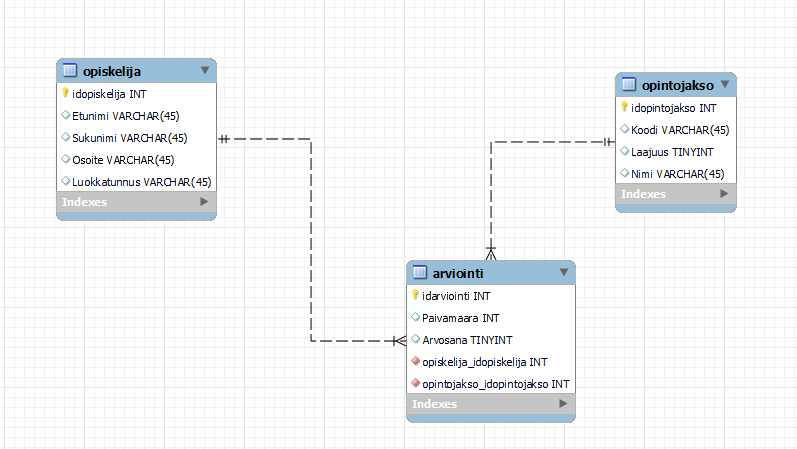 opiskelija
idopiskelija INT
Etunimi VARCHAR(45)
Sukunimi VARCHAR(45)
Osoite VARCHAR(45)
Luokkatunnus VARCHAR(45)
Indexes
opintojakso
idopintojakso INT
Koodi VARCHAR(45)
Laajuus TINYINT
Nimi VARCHAR(45)
Indexes
arviointi
idarviointi INT
Paivamaara INT
Arvosana TINYINT
opiskelija_idopiskelija INT
opintojakso_idopintojakso INT
Indexes